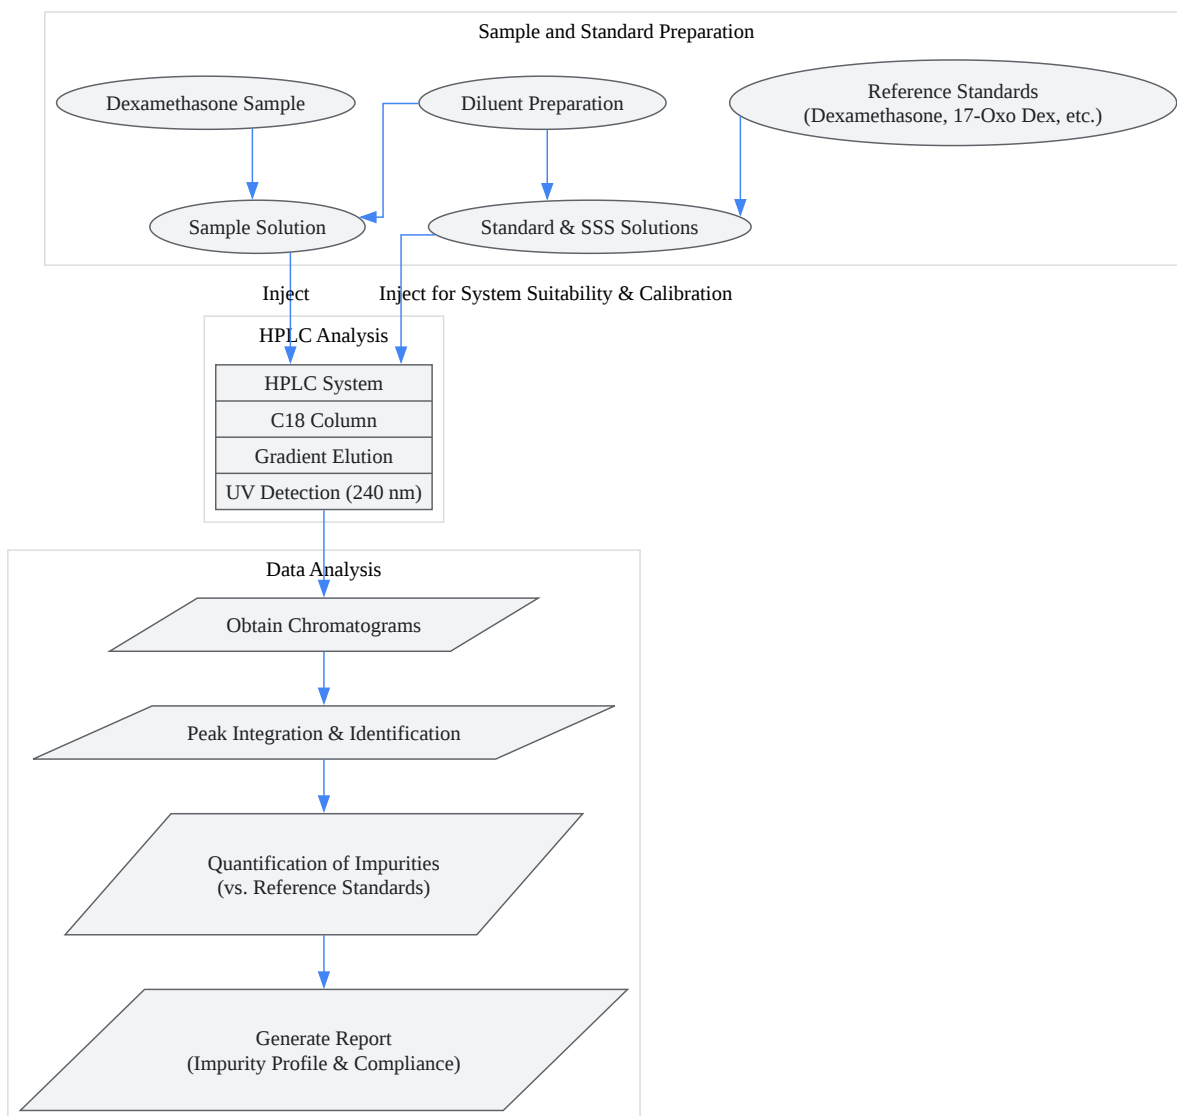 Sample and Standard Preparation
Dexamethasone Sample
Diluent Preparation
Reference Standards
(Dexamethasone, 17-Oxo Dex, etc.)
Sample Solution
Standard & SSS Solutions
Inject
Inject for System Suitability & Calibration
HPLC Analysis
HPLC System
C18 Column
Gradient Elution
UV Detection (240 nm)
Data Analysis
Obtain Chromatograms
Peak Integration & Identification
Quantification of Impurities
(vs. Reference Standards)
Generate Report
(Impurity Profile & Compliance)